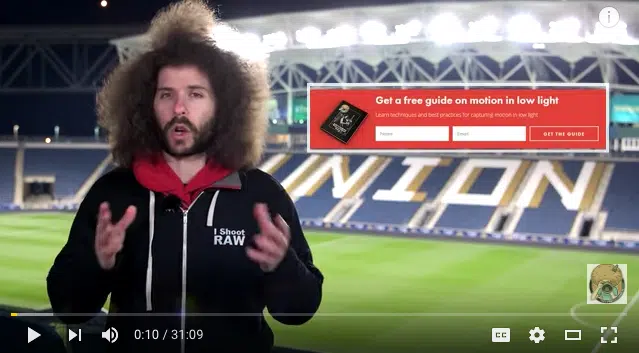 Get a free guide on motion in low light
Learn techniques and best practices for capturing motion in low light
Name
Email
GET THE GUIDE
NION
I Shoot
RAW
0:10 / 31:09
CC